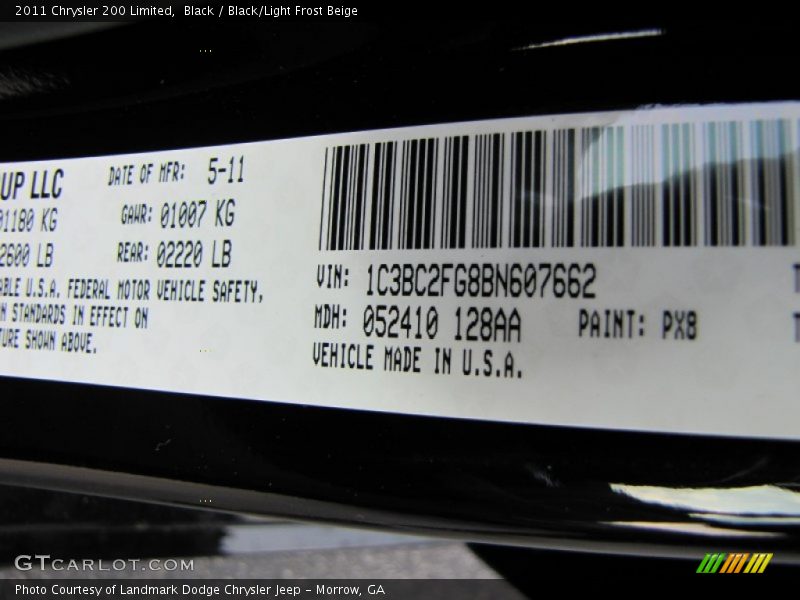 2011 Chrysler 200 Limited,  Black / Black/Light Frost Beige
UP LLC
DATE OF MFR: 5-11
01180 KG
GAWR: 01007 KG
2600 LB
REAR: 02220 LB
ABLE U.S.A. FEDERAL MOTOR VEHICLE SAFETY,
N STANDARDS IN EFFECT ON
TURE SHOWN ABOVE.
VIN: 1C3BC2FG8BN607662
MDH: 052410 128AA
PAINT: PX8
VEHICLE MADE IN U.S.A.
GTCARLOT.COM
Photo Courtesy of Landmark Dodge Chrysler Jeep - Morrow, GA